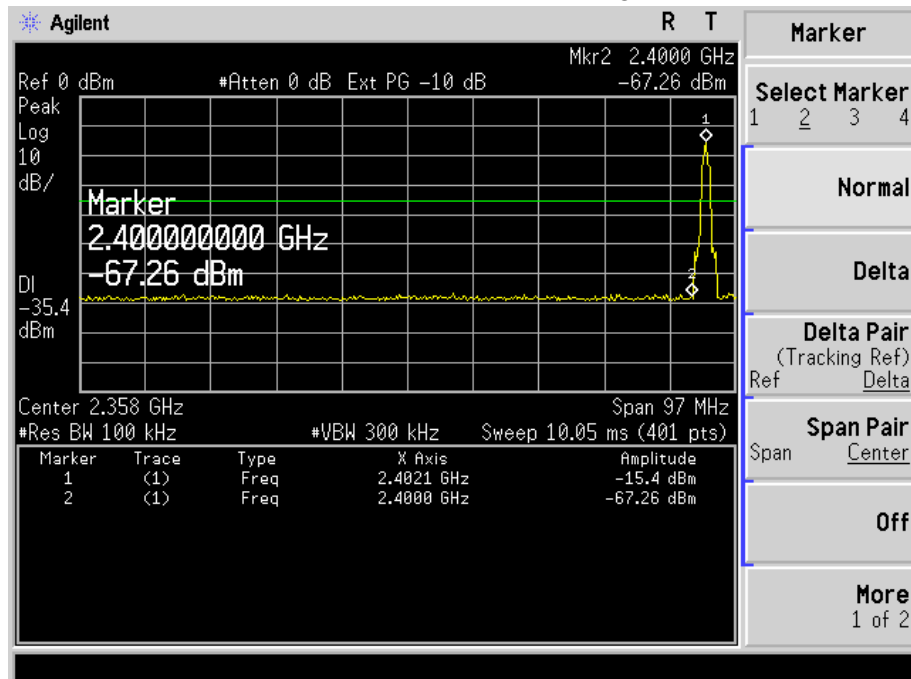 Agilent R T
Mkr2 2.4000 GHz
Ref 0 dBm #Atten 0 dB Ext PG -10 dB -67.26 dBm
Peak
Log
10
dB/
1
Marker
2.400000000 GHz
-67.26 dBm
2
DI
-35.4
dBm
Center 2.358 GHz Span 97 MHz
#Res BW 100 kHz #VBW 300 kHz Sweep 10.05 ms (401 pts)
Marker Trace Type X Axis Amplitude
1 (1) Freq 2.4021 GHz -15.4 dBm
2 (1) Freq 2.4000 GHz -67.26 dBm
Marker
Select Marker
1 2 3 4
Normal
Delta
Delta Pair
(Tracking Ref)
Ref Delta
Span Pair
Span Center
Off
More
1 of 2